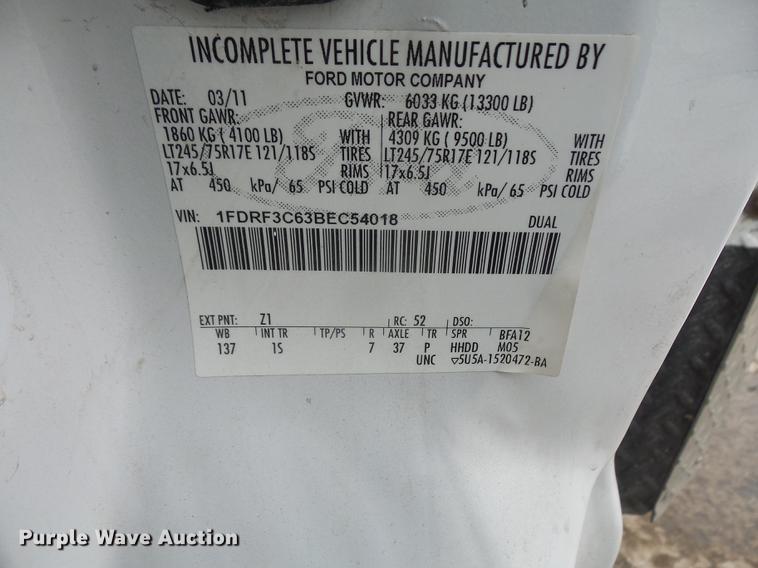 INCOMPLETE VEHICLE MANUFACTURED BY
FORD MOTOR COMPANY
DATE: 03/11 GVWR: 6033 KG (13300 LB)
FRONT GAWR: REAR GAWR:
1860 KG ( 4100 LB) WITH 4309 KG ( 9500 LB) WITH
LT245/75R17E 121/118S TIRES LT245/75R17E 121/118S TIRES
17x6.5J RIMS 17x6.5J RIMS
AT 450 kPa/ 65 PSI COLD AT 450 kPa/ 65 PSI COLD
VIN: 1FDRF3C63BEC54018 DUAL
EXT PNT: Z1 RC: 52 DSO:
WB INT TR TP/PS R AXLE TR SPR BFA12
137 1S 7 37 P HHDD M05
UNC ▽5U5A-1520472-BA
Purple Wave Auction